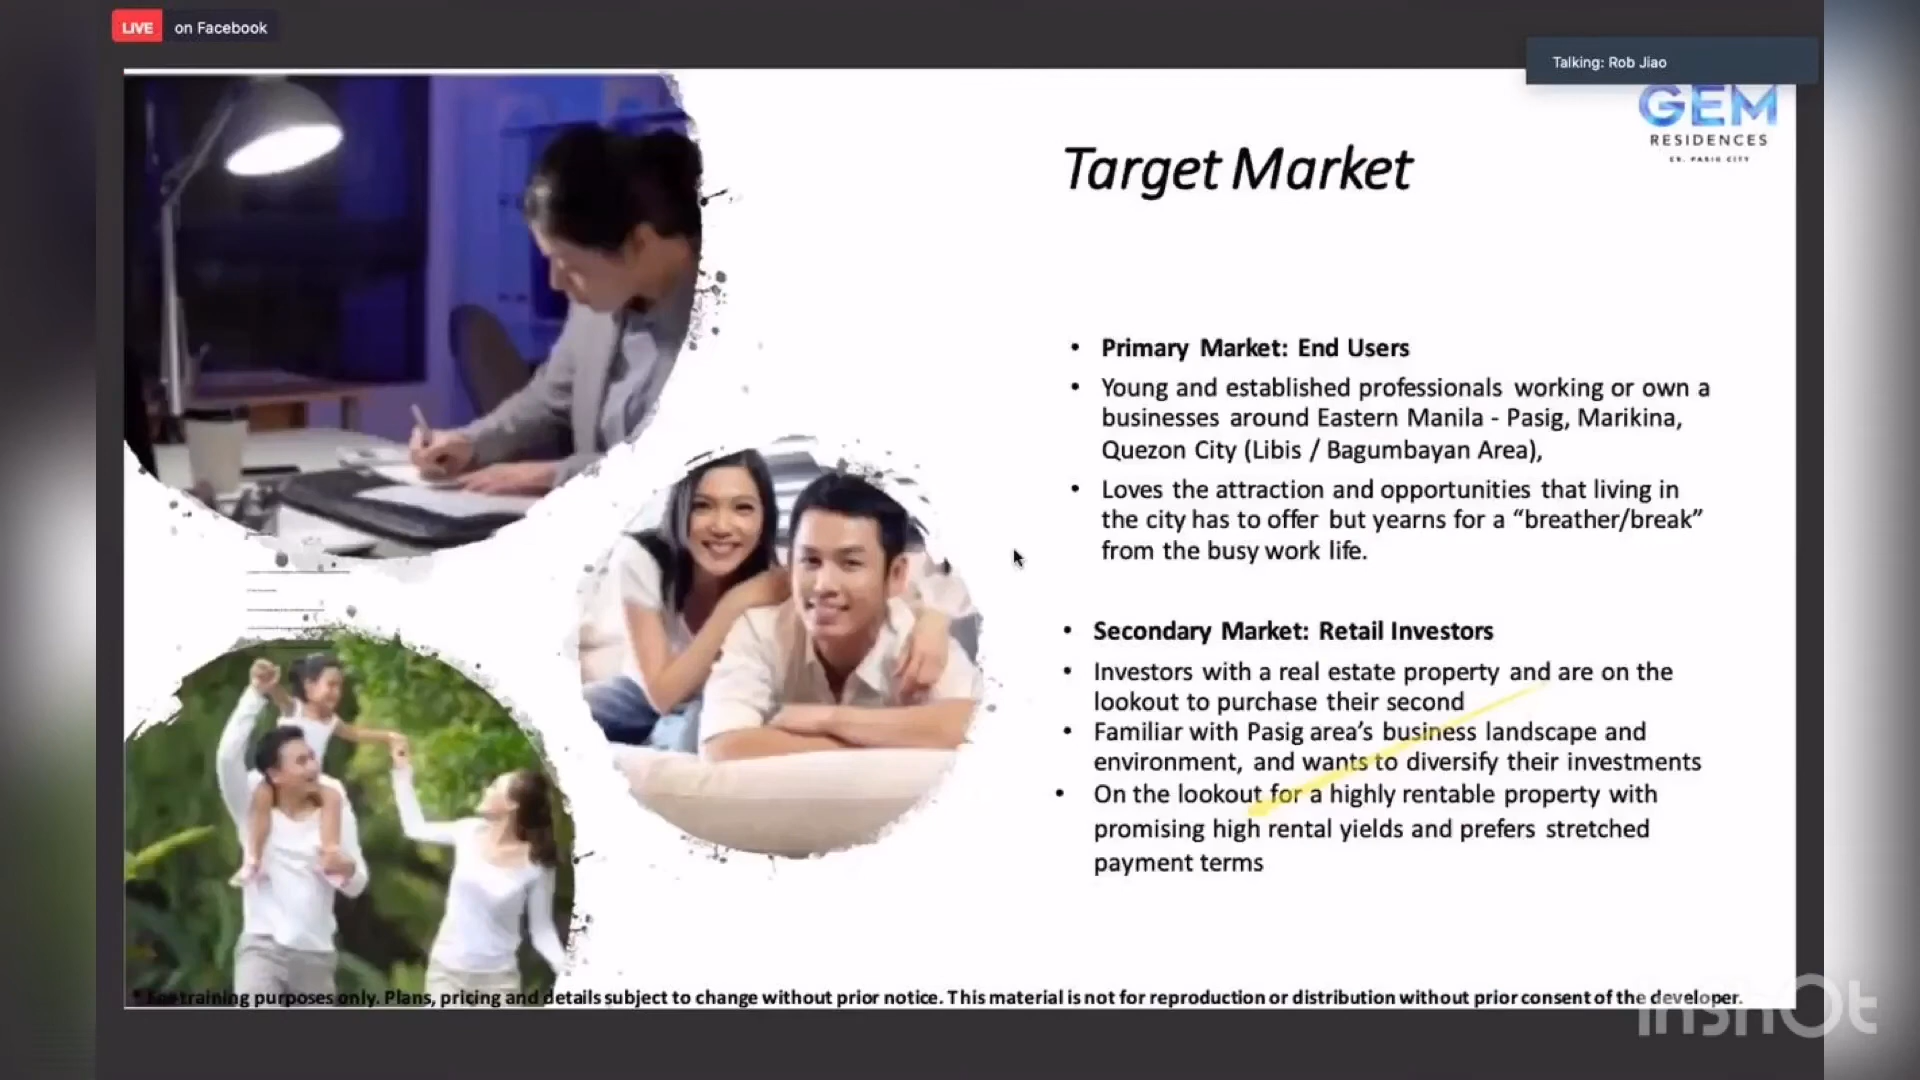 LIVE on Facebook
Talking: Rob Jiao
GEM
RESIDENCES
C5, PASIG CITY
Target Market
• Primary Market: End Users
• Young and established professionals working or own a
businesses around Eastern Manila - Pasig, Marikina,
Quezon City (Libis / Bagumbayan Area),
• Loves the attraction and opportunities that living in
the city has to offer but yearns for a “breather/break”
from the busy work life.
• Secondary Market: Retail Investors
• Investors with a real estate property and are on the
lookout to purchase their second
• Familiar with Pasig area’s business landscape and
environment, and wants to diversify their investments
• On the lookout for a highly rentable property with
promising high rental yields and prefers stretched
payment terms
* For training purposes only. Plans, pricing and details subject to change without prior notice. This material is not for reproduction or distribution without prior consent of the developer.
InShOt